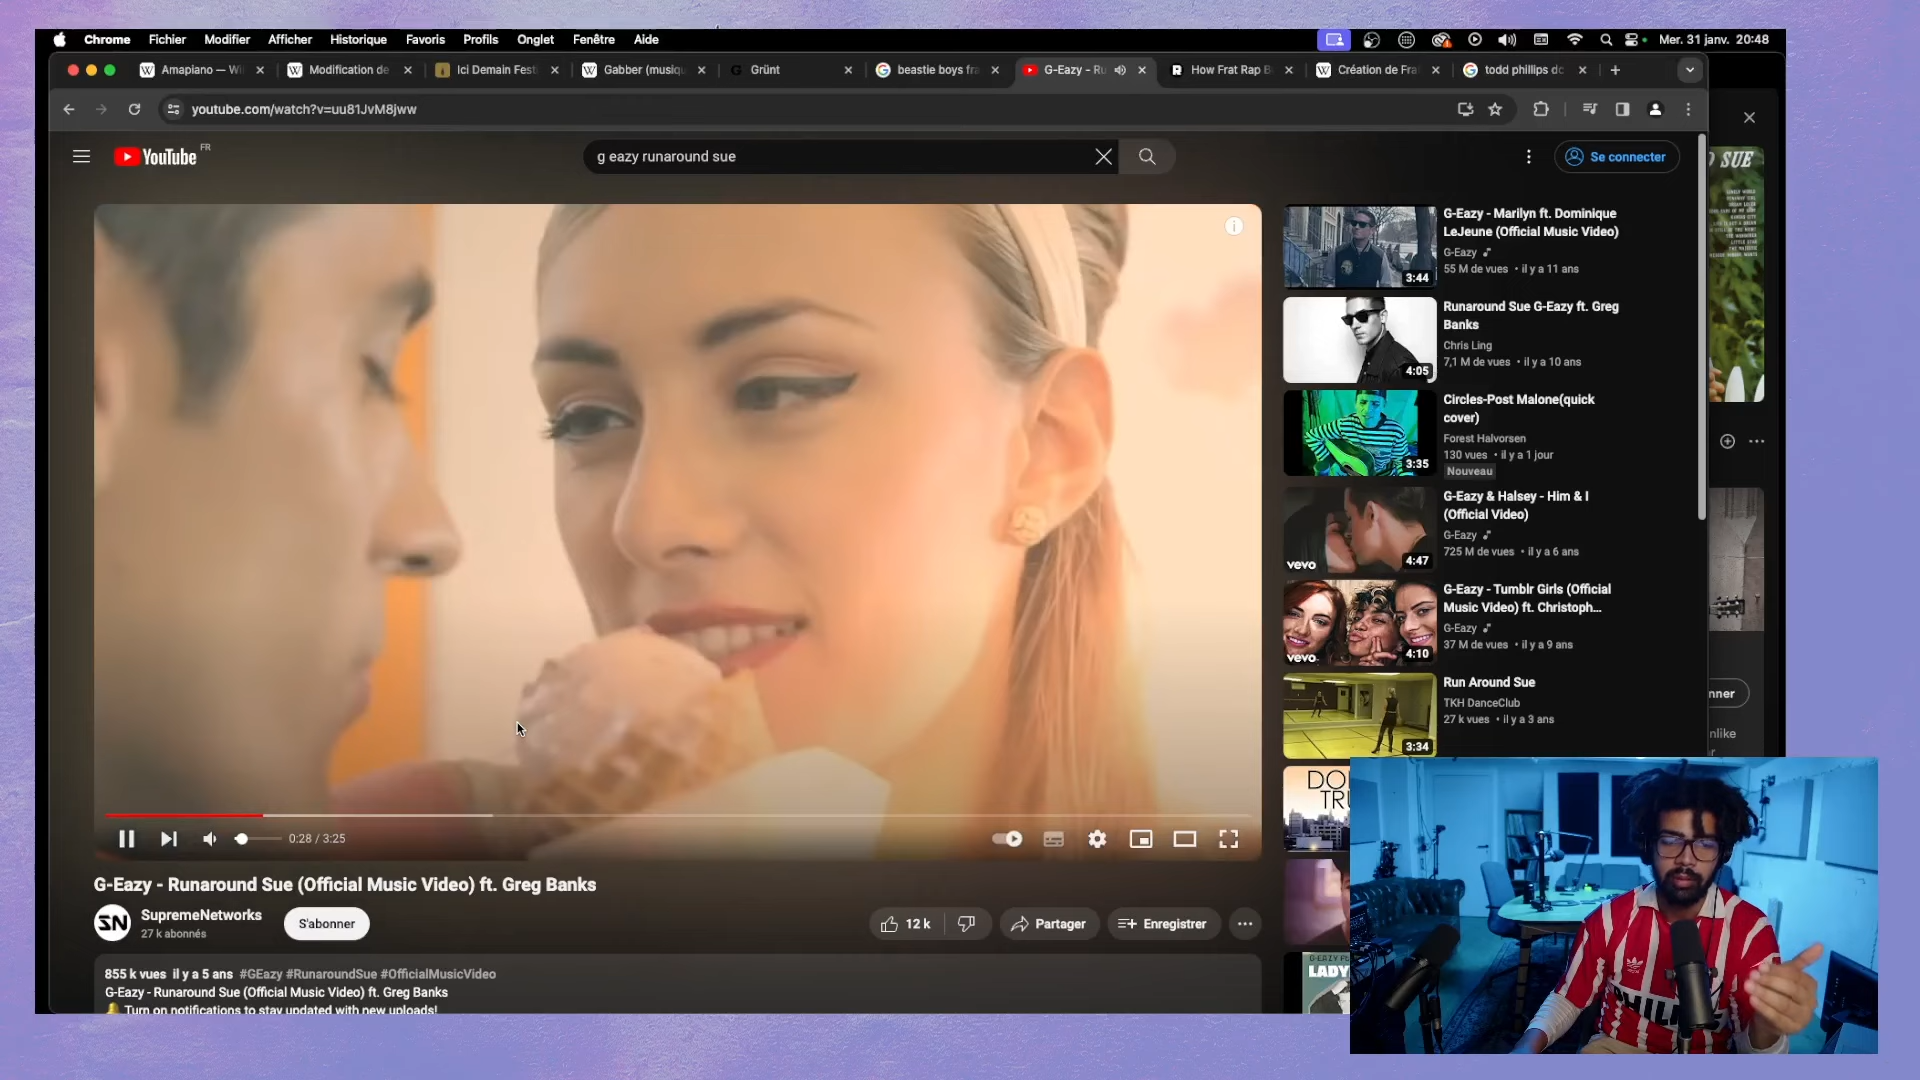 Chrome Fichier Modifier Afficher Historique Favoris Profils Onglet Fenêtre Aide Mer. 31 janv. 20:48
Amapiano — Wi Modification de Ici Demain Fest Gabber (musiqu Grünt beastie boys fra G-Eazy - Ru How Frat Rap B Création de Fra todd phillips do
youtube.com/watch?v=uu81JvM8jww
YouTube FR
g eazy runaround sue
Se connecter
SUE
G-Eazy - Marilyn ft. Dominique
LeJeune (Official Music Video)
G-Eazy
55 M de vues • il y a 11 ans
3:44
Runaround Sue G-Eazy ft. Greg
Banks
Chris Ling
7,1 M de vues • il y a 10 ans
4:05
Circles-Post Malone(quick
cover)
Forest Halvorsen
130 vues • il y a 1 jour
3:35
Nouveau
G-Eazy & Halsey - Him & I
(Official Video)
G-Eazy
725 M de vues • il y a 6 ans
vevo 4:47
G-Eazy - Tumblr Girls (Official
Music Video) ft. Christoph...
G-Eazy
37 M de vues • il y a 9 ans
vevo 4:10
Run Around Sue
TKH DanceClub
27 k vues • il y a 3 ans
3:34
nner
nlike
DO
TRU
LADY
0:28 / 3:25
G-Eazy - Runaround Sue (Official Music Video) ft. Greg Banks
SN SupremeNetworks
27 k abonnés
S'abonner
12 k Partager Enregistrer
855 k vues il y a 5 ans #GEazy #RunaroundSue #OfficialMusicVideo
G-Eazy - Runaround Sue (Official Music Video) ft. Greg Banks
Turn on notifications to stay updated with new uploads!